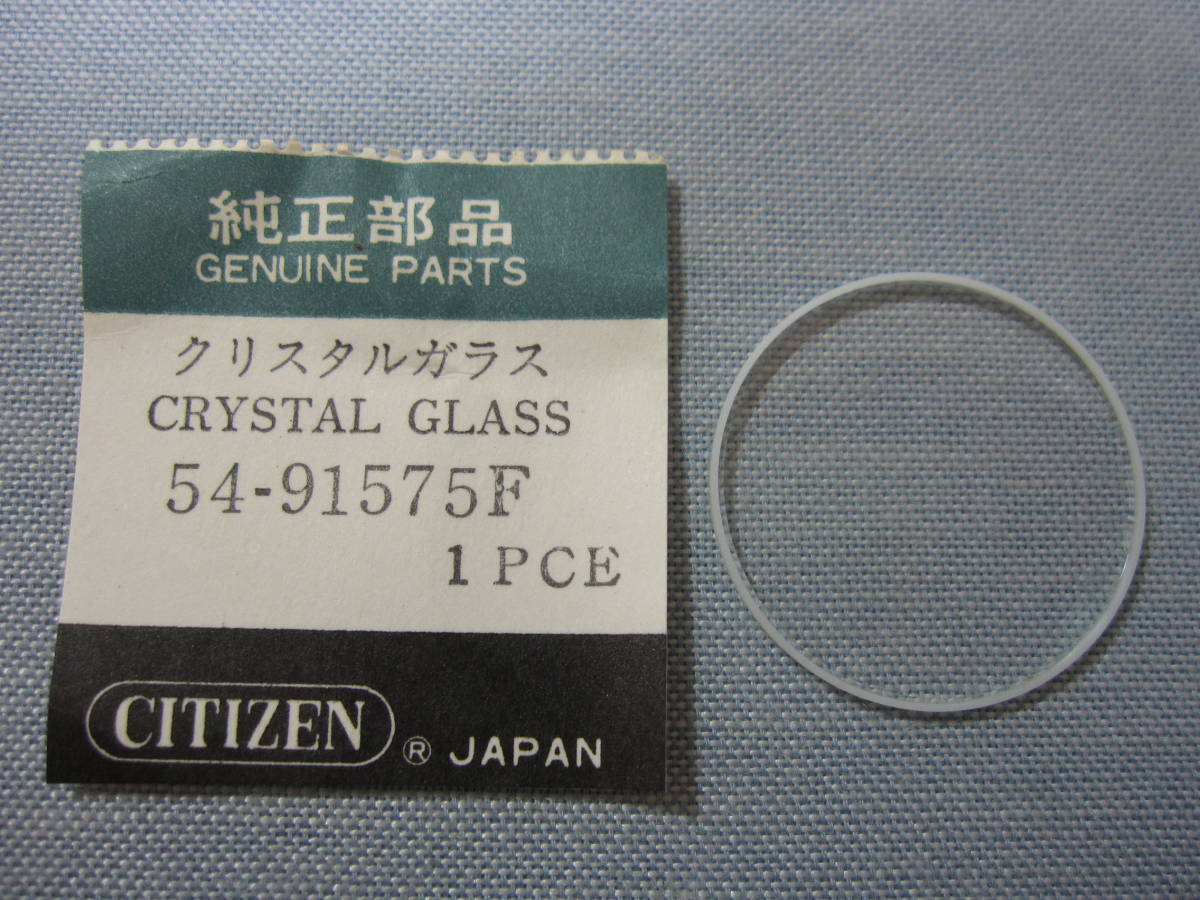 純正部品
GENUINE PARTS
クリスタルガラス
CRYSTAL GLASS
54-91575F
1 PCE
CITIZEN ® JAPAN